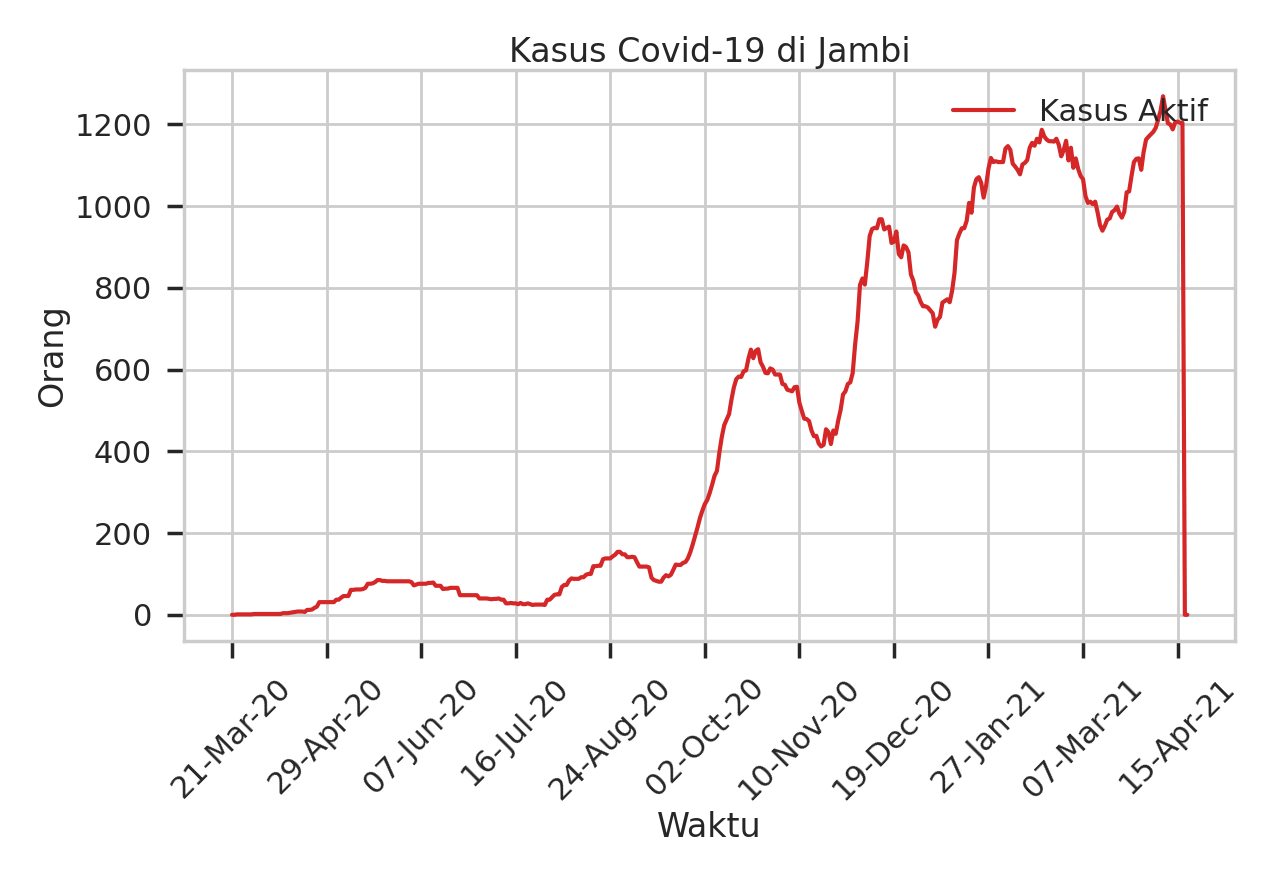 Kasus Covid-19 di Jambi
Kasus Aktif
1200
1000
800
600
400
200
0
Orang
21-Mar-20
29-Apr-20
07-Jun-20
16-Jul-20
24-Aug-20
02-Oct-20
10-Nov-20
19-Dec-20
27-Jan-21
07-Mar-21
15-Apr-21
Waktu